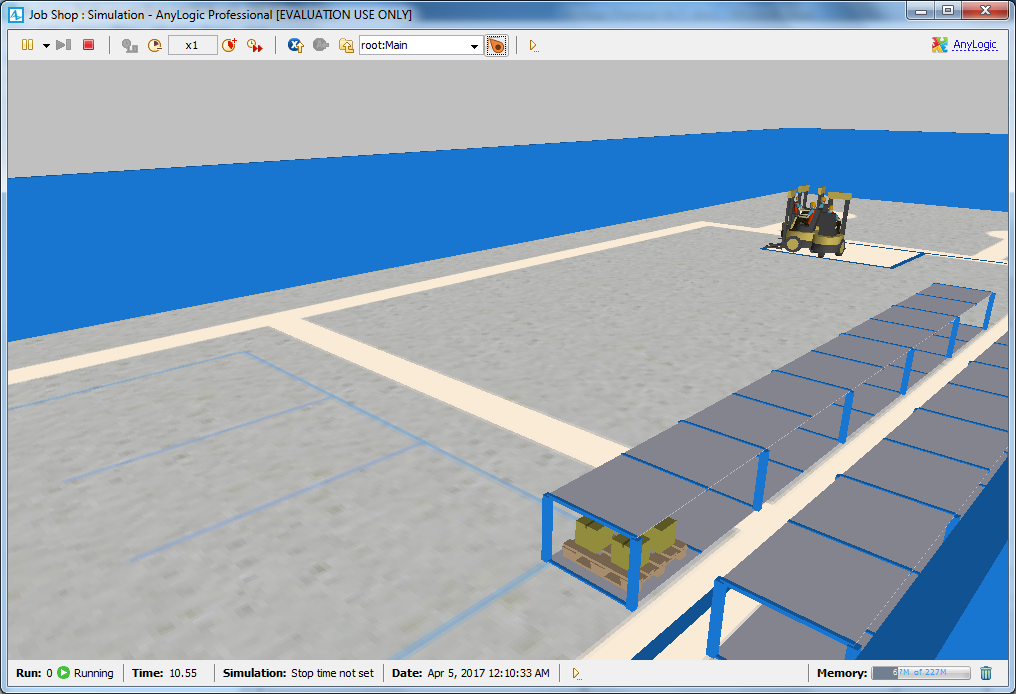 Job Shop : Simulation - AnyLogic Professional [EVALUATION USE ONLY]
x1 root:Main AnyLogic
Run: 0 Running Time: 10.55 Simulation: Stop time not set Date: Apr 5, 2017 12:10:33 AM Memory: 67M of 227M